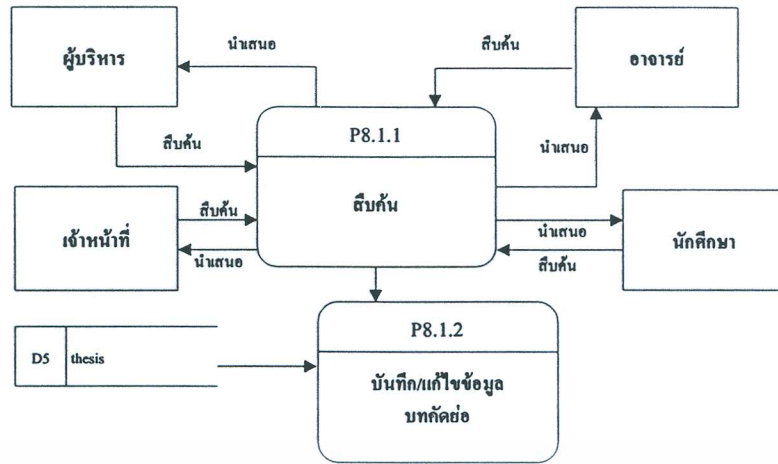 ผู้บริหาร
นำเสนอ
สืบค้น
อาจารย์
P8.1.1
สืบค้น
นำเสนอ
สืบค้น
เจ้าหน้าที่
สืบค้น
นำเสนอ
นำเสนอ
สืบค้น
นักศึกษา
P8.1.2
D5 thesis
บันทึก/แก้ไขข้อมูล
บทคัดย่อ